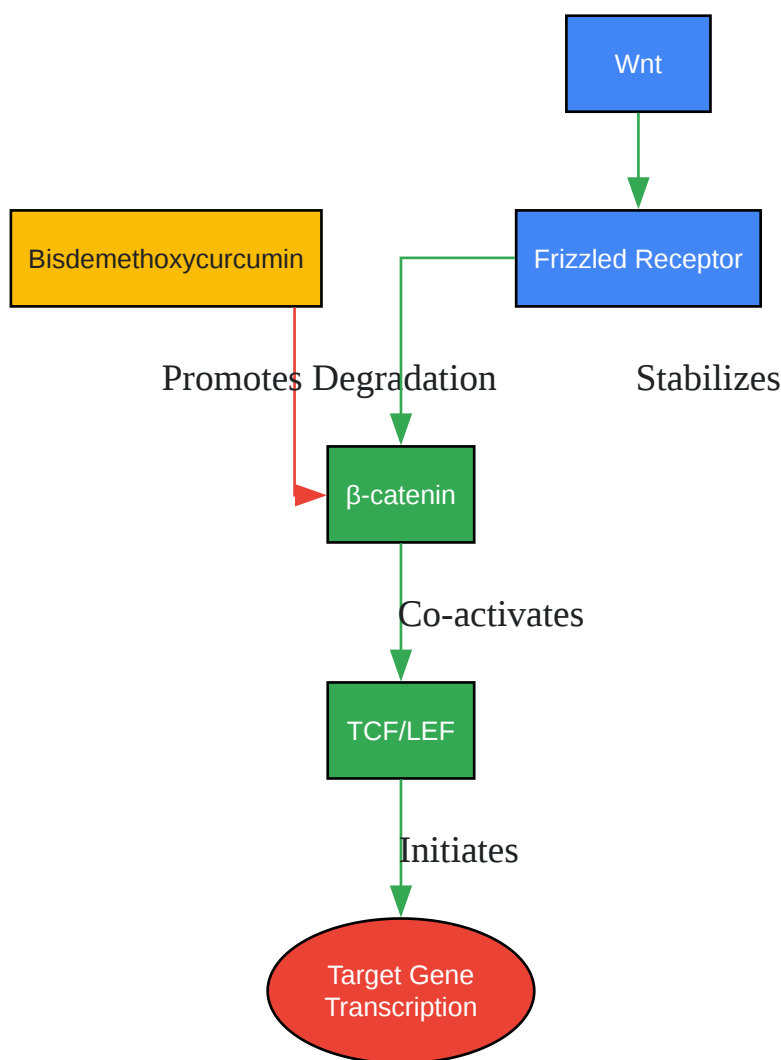 Wnt
Bisdemethoxycurcumin
Frizzled Receptor
Promotes Degradation
Stabilizes
β-catenin
Co-activates
TCF/LEF
Initiates
Target Gene
Transcription